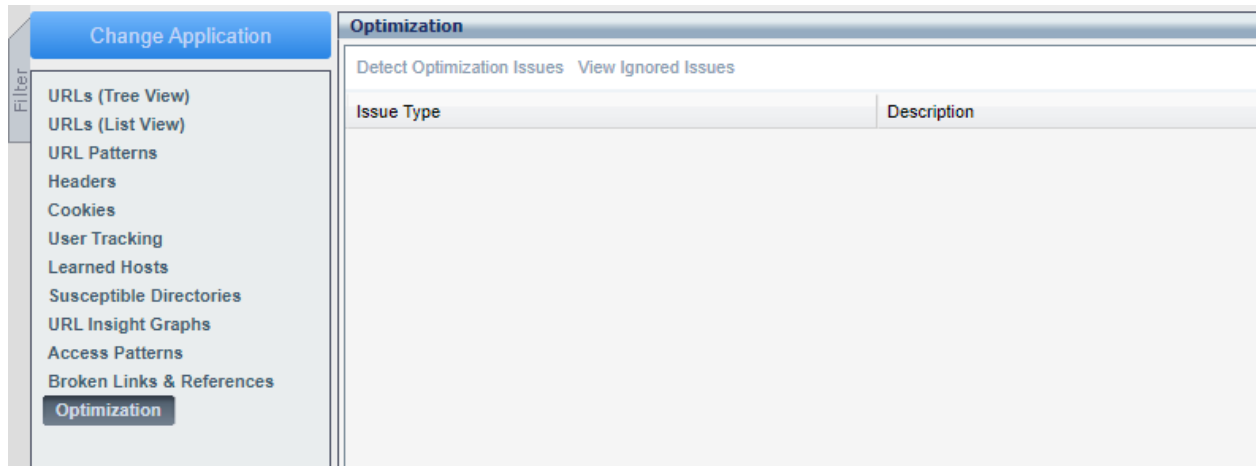 Filter
Change Application
URLs (Tree View)
URLs (List View)
URL Patterns
Headers
Cookies
User Tracking
Learned Hosts
Susceptible Directories
URL Insight Graphs
Access Patterns
Broken Links & References
Optimization
Optimization
Detect Optimization Issues View Ignored Issues
Issue Type Description